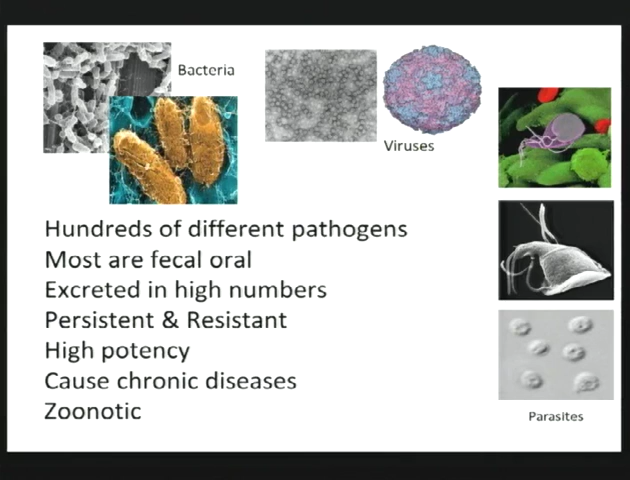 Bacteria
Viruses
Hundreds of different pathogens
Most are fecal oral
Excreted in high numbers
Persistent & Resistant
High potency
Cause chronic diseases
Zoonotic
Parasites